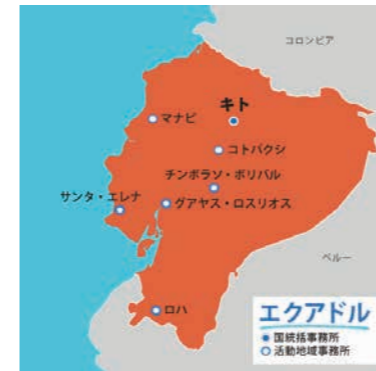 コロンビア
キト
マナビ
コトパクシ
チンボラソ・ボリバル
サンタ・エレナ
グアヤス・ロスリオス
ペルー
ロハ
エクアドル
国統括事務所
活動地域事務所